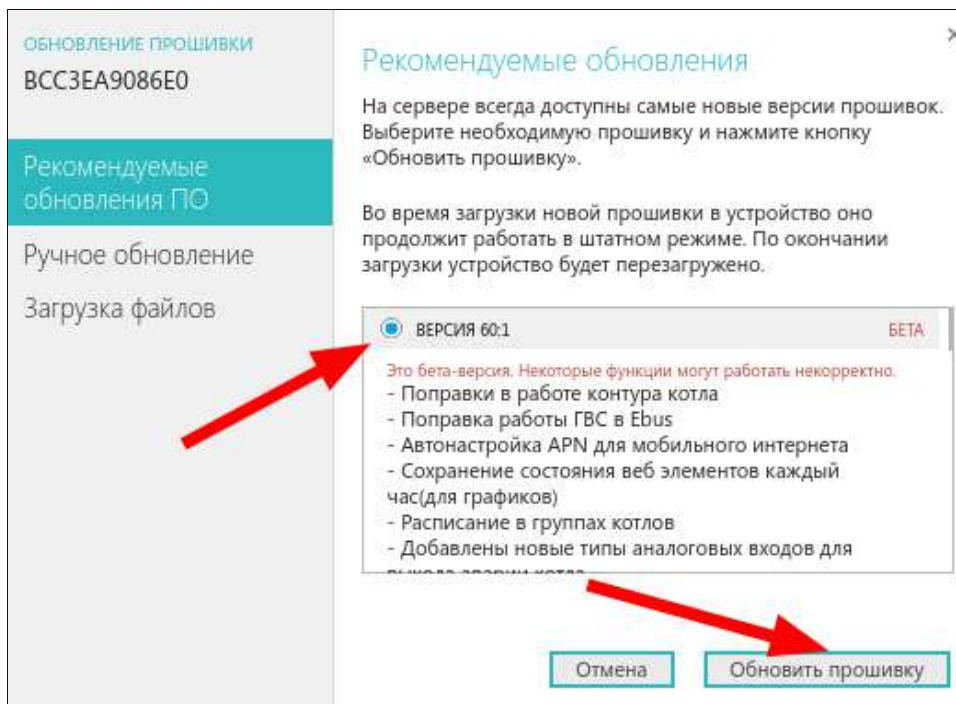 ОБНОВЛЕНИЕ ПРОШИВКИ
BCC3EA9086E0
Рекомендуемые
обновления ПО
Ручное обновление
Загрузка файлов
Рекомендуемые обновления
На сервере всегда доступны самые новые версии прошивок.
Выберите необходимую прошивку и нажмите кнопку
«Обновить прошивку».
Во время загрузки новой прошивки в устройство оно
продолжит работать в штатном режиме. По окончании
загрузки устройство будет перезагружено.
ВЕРСИЯ 60:1 БЕТА
Это бета-версия. Некоторые функции могут работать некорректно.
- Поправки в работе контура котла
- Поправка работы ГВС в Ebus
- Автонастройка APN для мобильного интернета
- Сохранение состояния веб элементов каждый
час(для графиков)
- Расписание в группах котлов
- Добавлены новые типы аналоговых входов для
выхода аварии котла
Отмена
Обновить прошивку